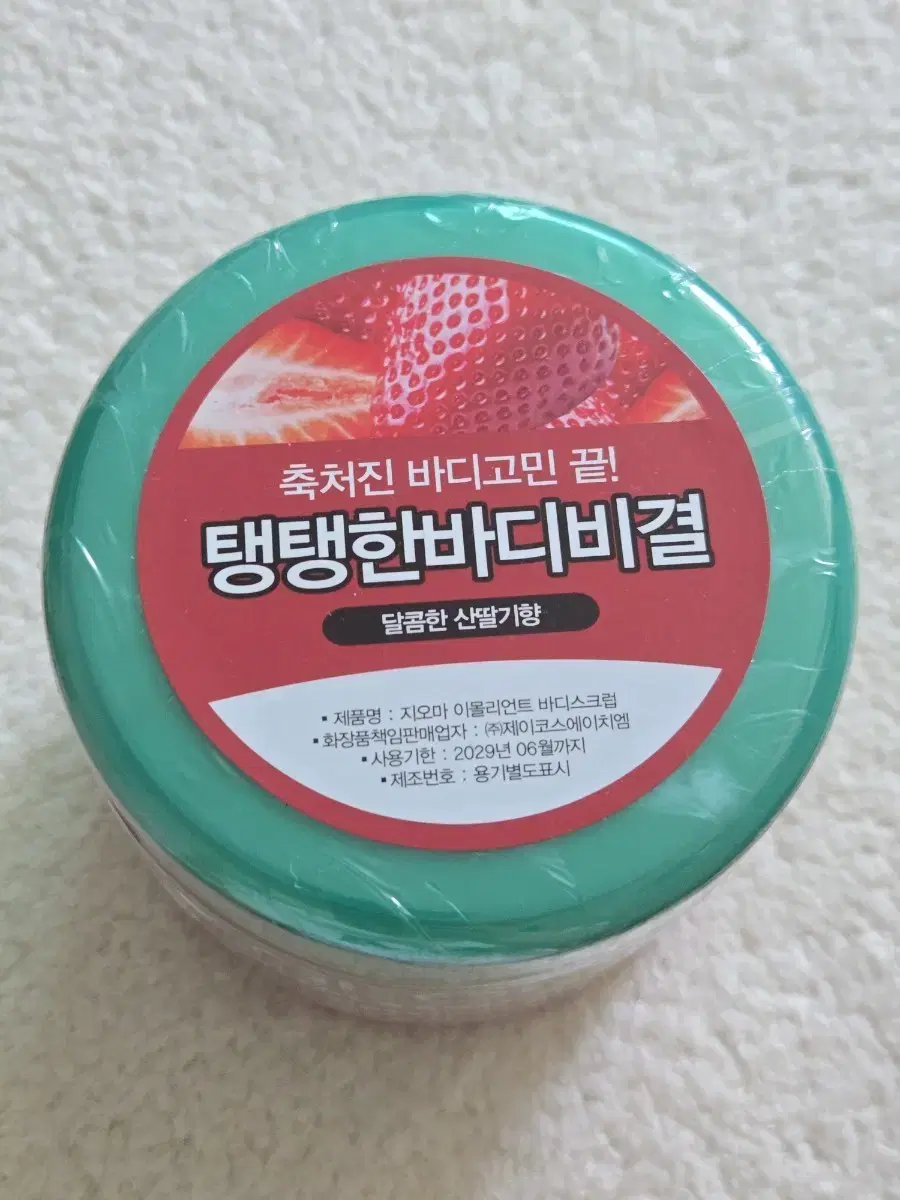 축처진 바디고민 끝!
탱탱한바디비결
달콤한 산딸기향
▪ 제품명 : 지오마 이몰리언트 바디스크럽
▪ 화장품책임판매업자 : ㈜제이코스에이치엠
▪ 사용기한 : 2029년 06월까지
▪ 제조번호 : 용기별도표시